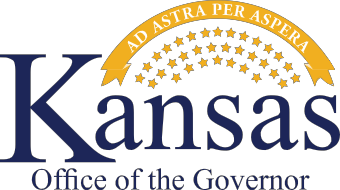 AD ASTRA PER ASPERA
Kansas
Office of the Governor